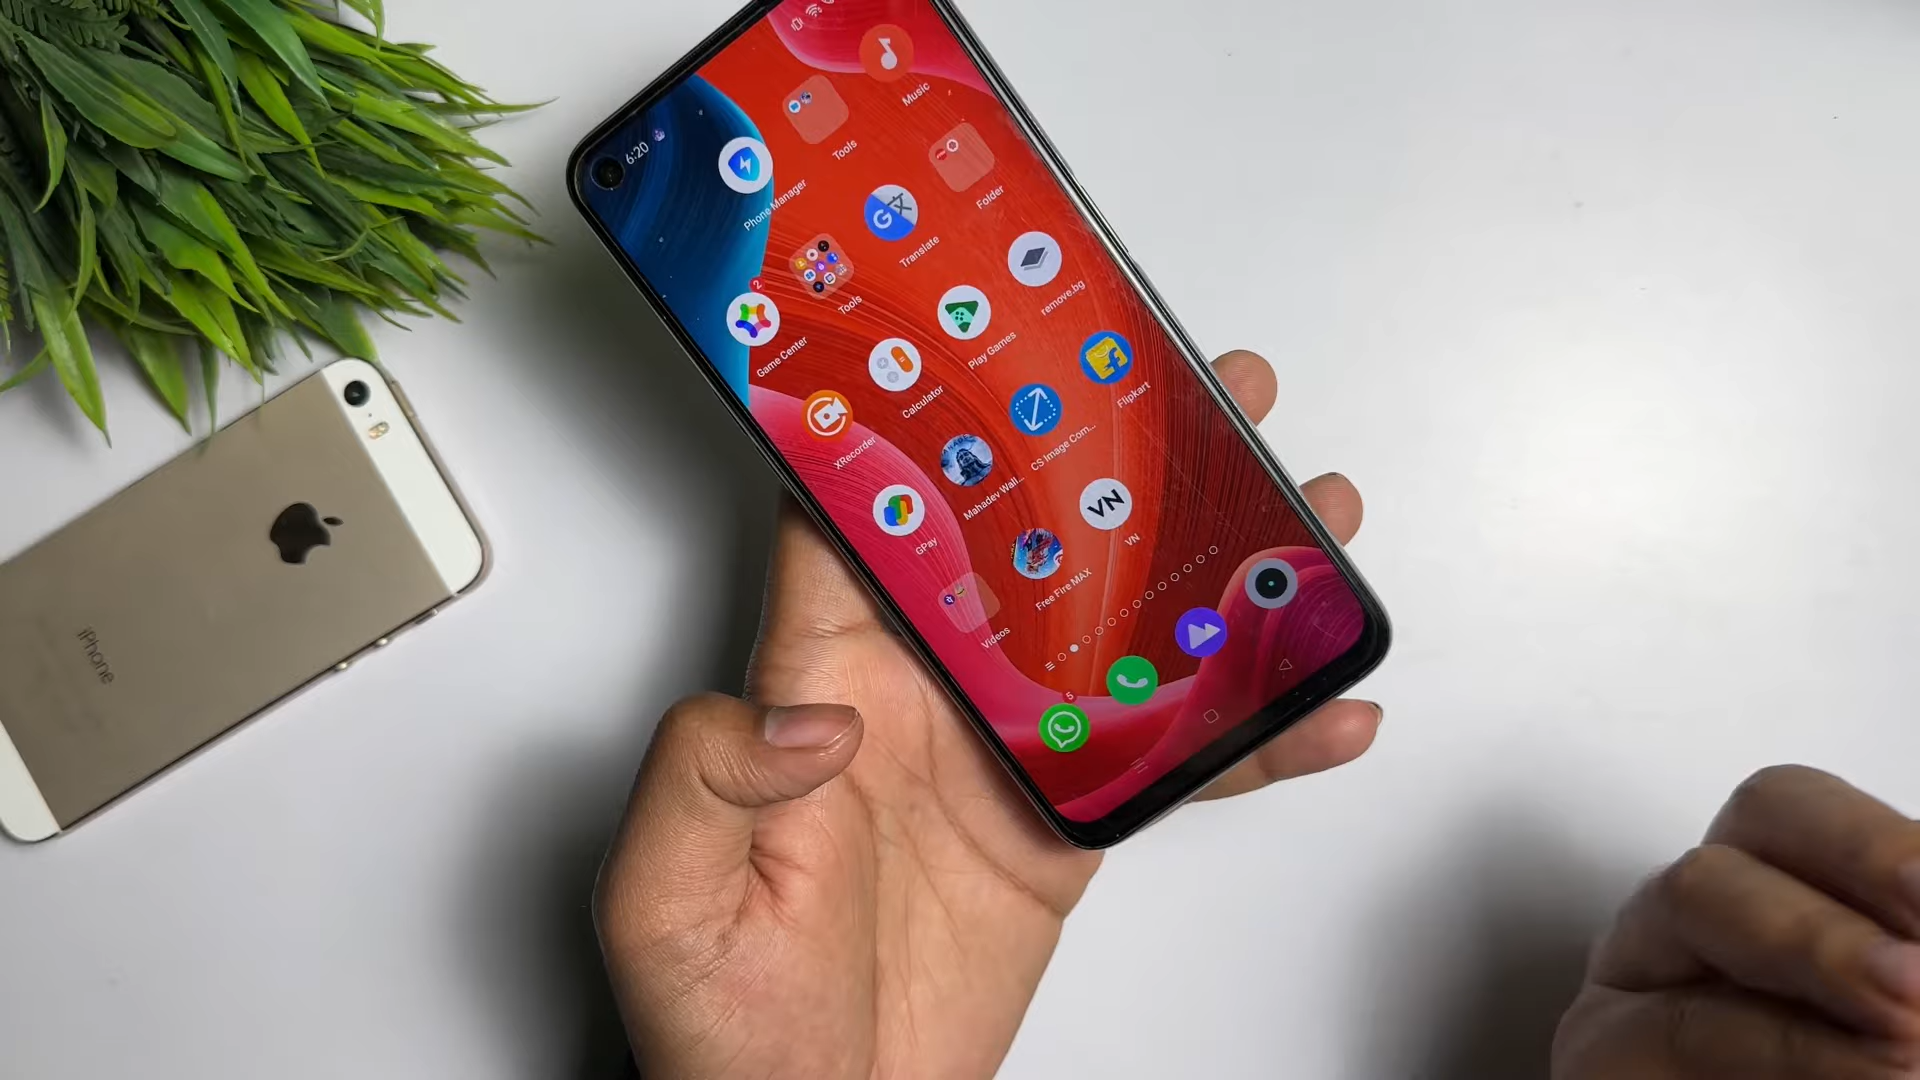 6:20
Phone Manager
Tools
Music
Game Center
2
Tools
Translate
Folder
XRecorder
Calculator
Play Games
remove.bg
GPay
Mahadev Wall...
CS Image Com...
Flipkart
Videos
Free Fire MAX
VN
VN
5
iPhone